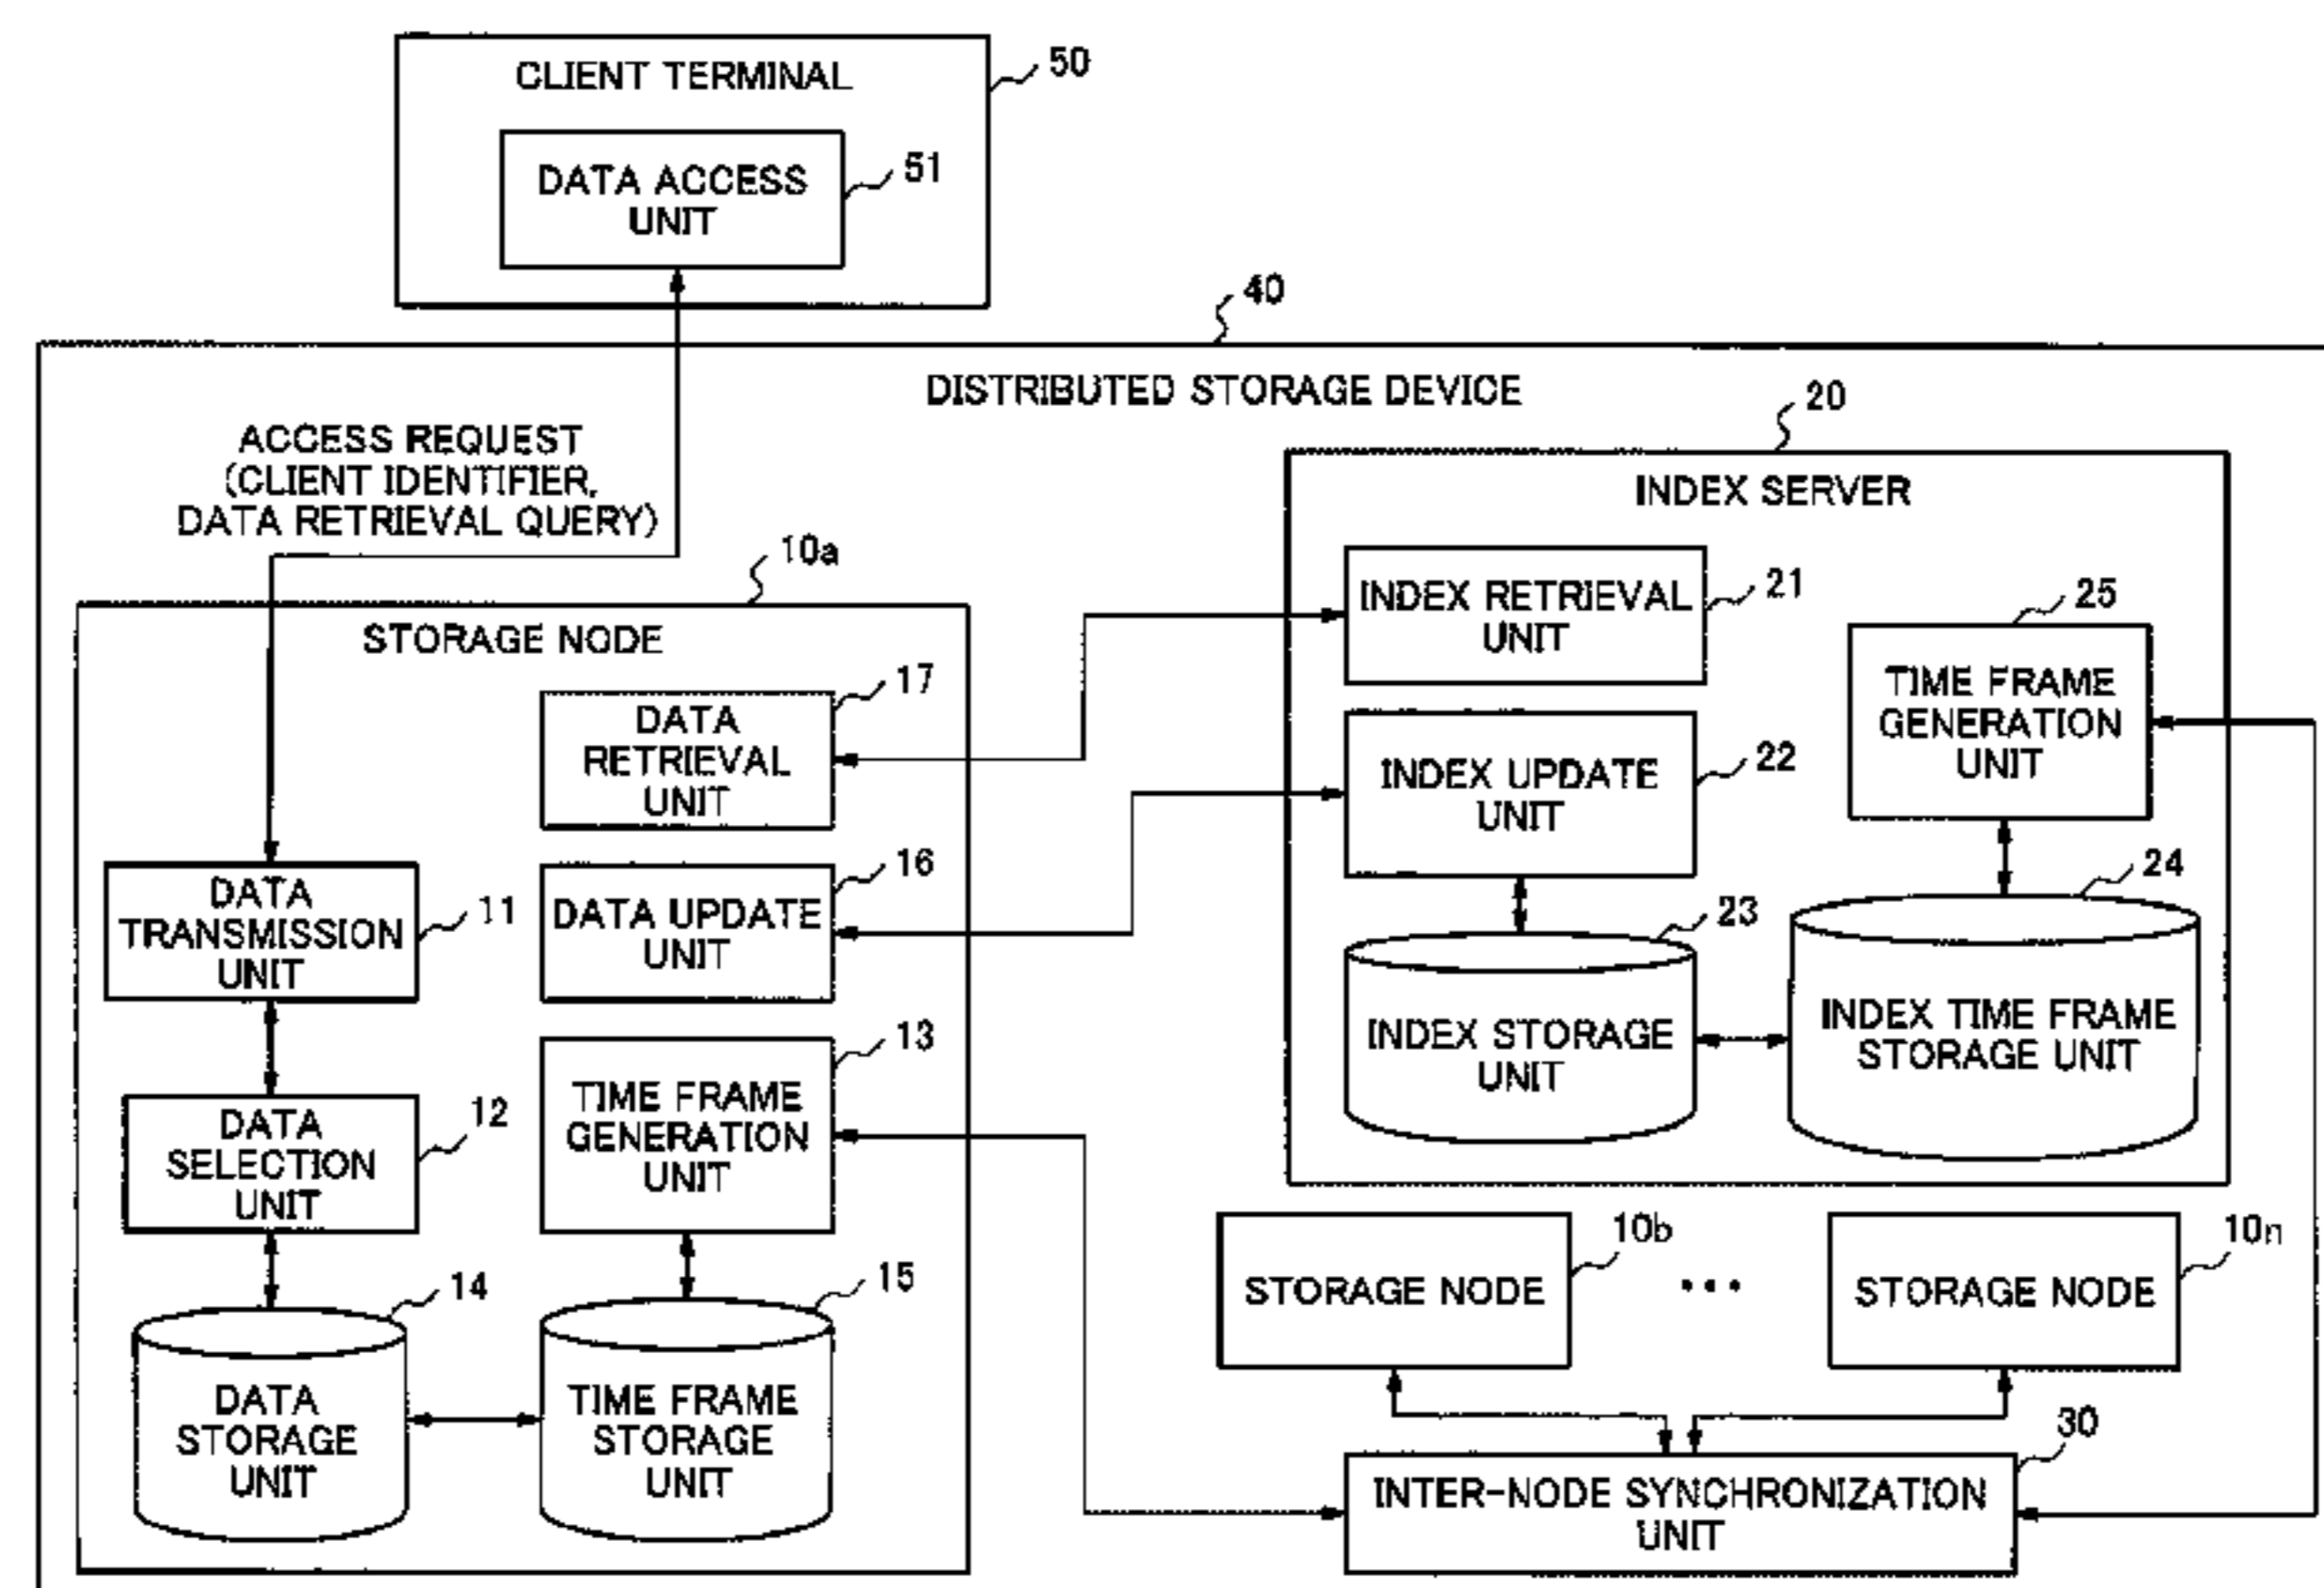 CLIENT TERMINAL
50
DATA ACCESS
UNIT
51
40
DISTRIBUTED STORAGE DEVICE
ACCESS REQUEST
(CLIENT IDENTIFIER,
DATA RETRIEVAL QUERY)
10a
STORAGE NODE
17
DATA
RETRIEVAL
UNIT
16
DATA UPDATE
UNIT
DATA
TRANSMISSION
UNIT
11
13
TIME FRAME
GENERATION
UNIT
DATA
SELECTION
UNIT
12
14
DATA
STORAGE
UNIT
15
TIME FRAME
STORAGE
UNIT
20
INDEX SERVER
INDEX RETRIEVAL
UNIT
21
25
TIME FRAME
GENERATION
UNIT
INDEX UPDATE
UNIT
22
23
INDEX STORAGE
UNIT
24
INDEX TIME FRAME
STORAGE UNIT
STORAGE NODE
10b
•••
STORAGE NODE
10n
30
INTER-NODE SYNCHRONIZATION
UNIT